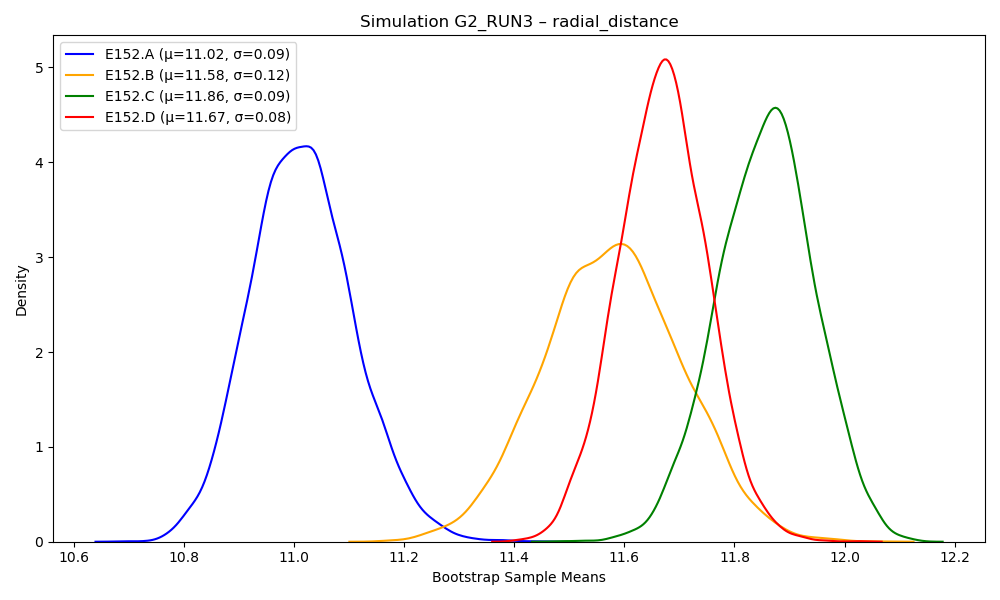 Simulation G2_RUN3 – radial_distance
E152.A (μ=11.02, σ=0.09)
E152.B (μ=11.58, σ=0.12)
E152.C (μ=11.86, σ=0.09)
E152.D (μ=11.67, σ=0.08)
Density
5
4
3
2
1
0
10.6 10.8 11.0 11.2 11.4 11.6 11.8 12.0 12.2
Bootstrap Sample Means